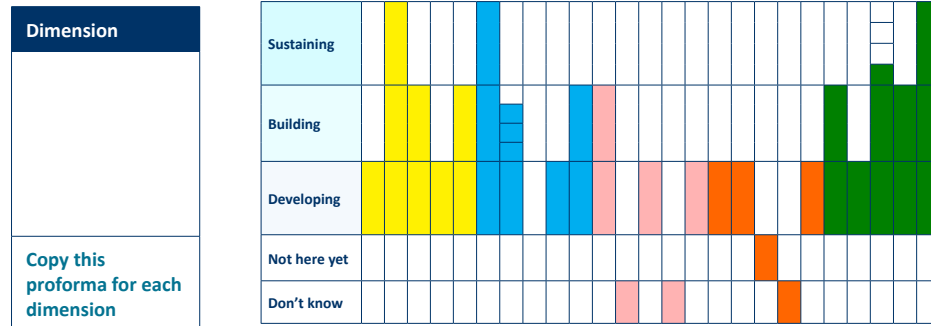 Dimension
Copy this
proforma for each
dimension
Sustaining
Building
Developing
Not here yet
Don’t know